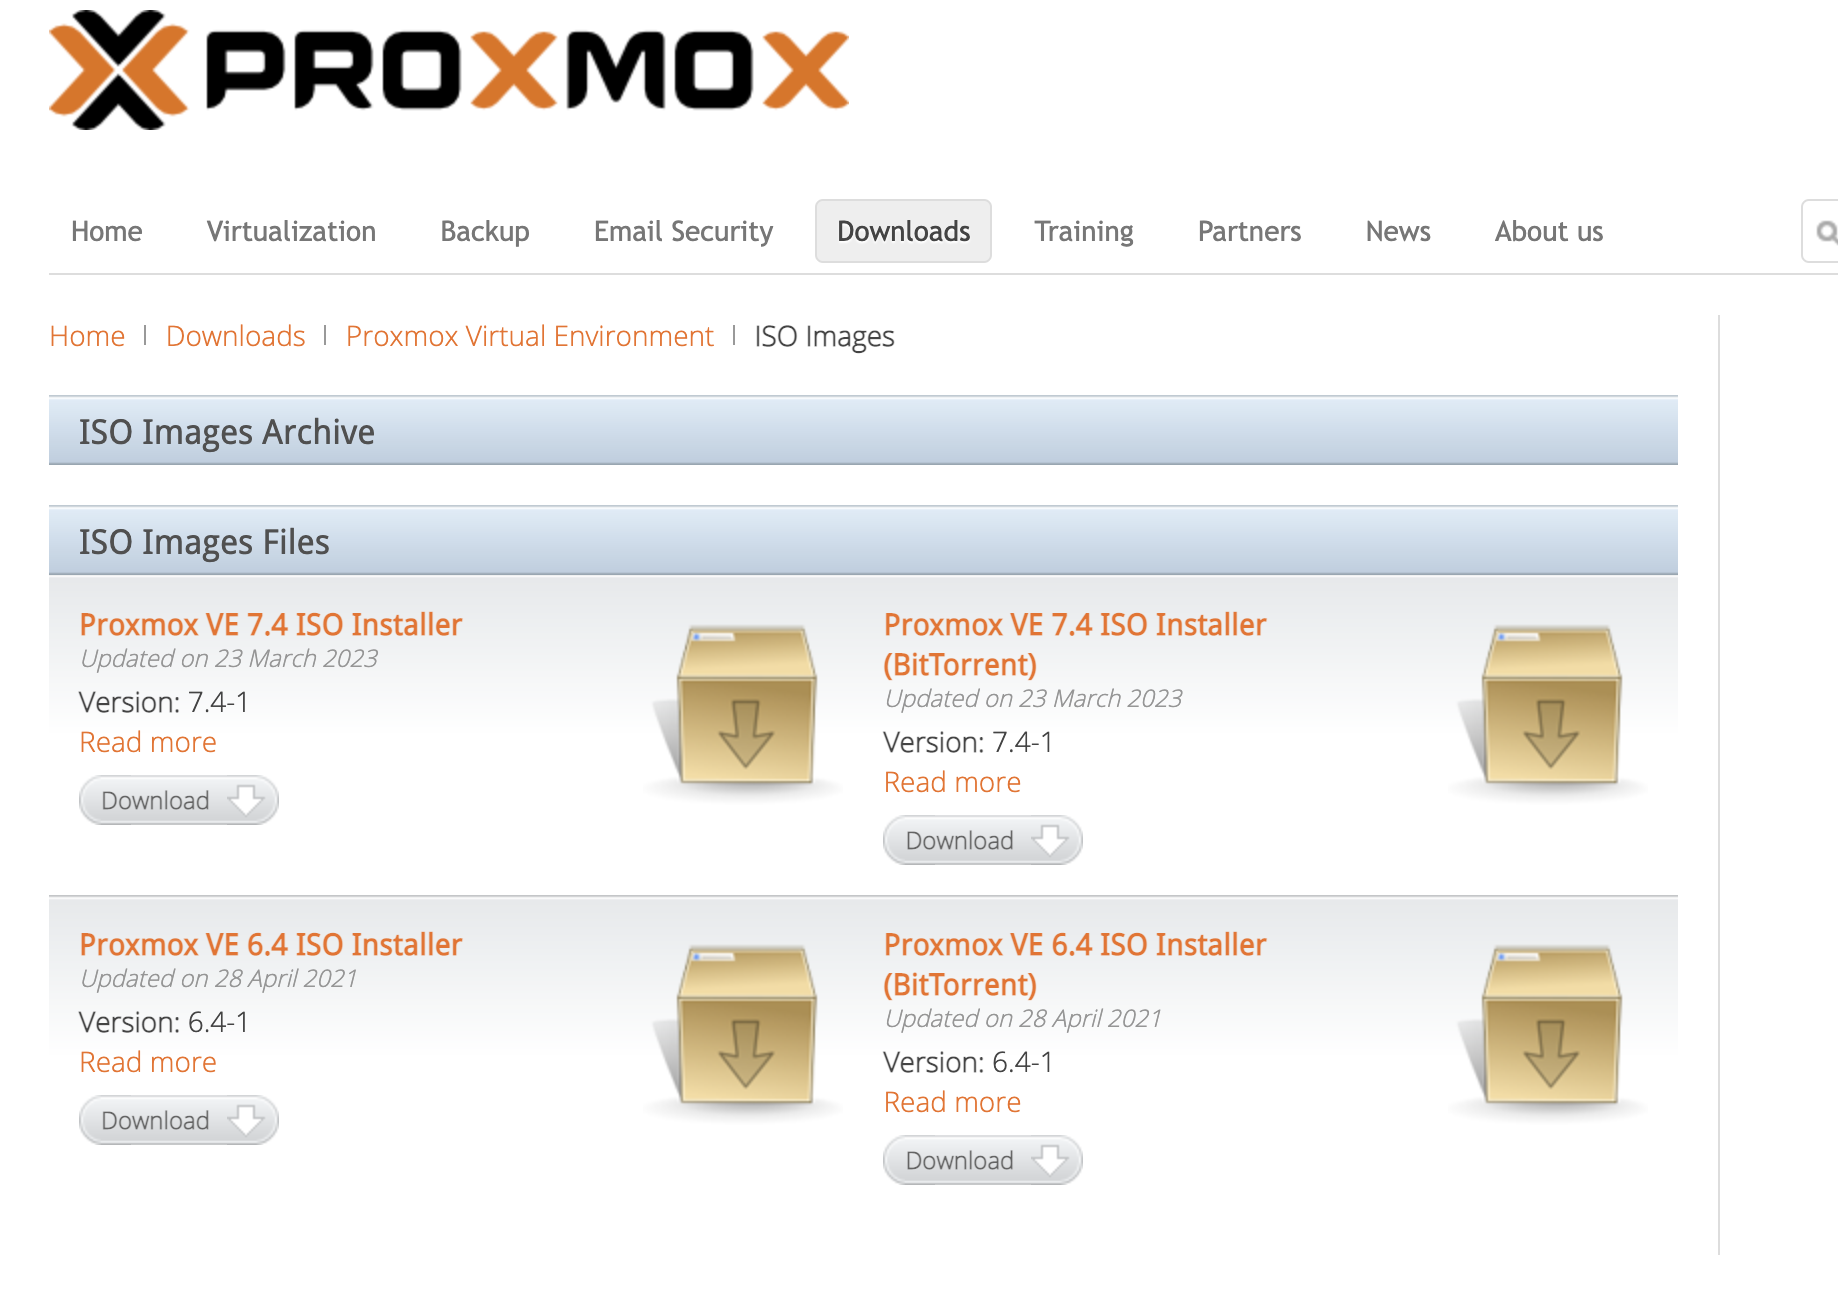 PROXMOX
Home Virtualization Backup Email Security Downloads Training Partners News About us
Home | Downloads | Proxmox Virtual Environment | ISO Images
ISO Images Archive
ISO Images Files
Proxmox VE 7.4 ISO Installer
Updated on 23 March 2023
Version: 7.4-1
Read more
Download
Proxmox VE 7.4 ISO Installer
(BitTorrent)
Updated on 23 March 2023
Version: 7.4-1
Read more
Download
Proxmox VE 6.4 ISO Installer
Updated on 28 April 2021
Version: 6.4-1
Read more
Download
Proxmox VE 6.4 ISO Installer
(BitTorrent)
Updated on 28 April 2021
Version: 6.4-1
Read more
Download